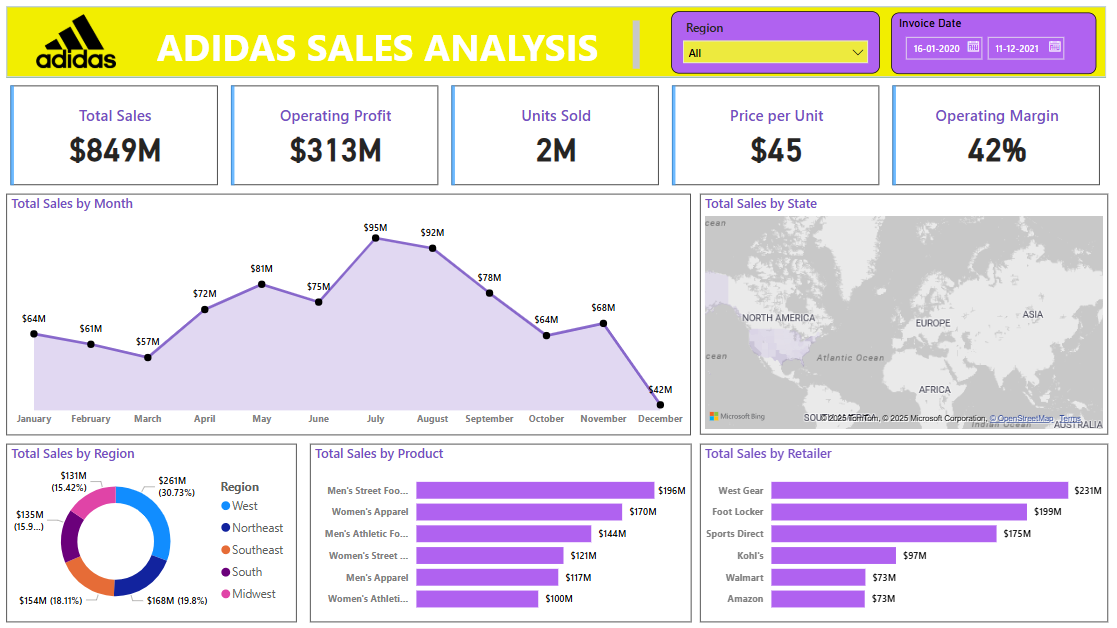 adidas
ADIDAS SALES ANALYSIS
Region
All
Invoice Date
16-01-2020
11-12-2021
Total Sales
$849M
Operating Profit
$313M
Units Sold
2M
Price per Unit
$45
Operating Margin
42%
Total Sales by Month
$64M
$61M
$57M
$72M
$81M
$75M
$95M
$92M
$78M
$64M
$68M
$42M
January February March April May June July August September October November December
Total Sales by State
cean
NORTH AMERICA
EUROPE
ASIA
cean
Atlantic Ocean
AFRICA
Microsoft Bing
© 2025 TomTom, © 2025 Microsoft Corporation, © OpenStreetMap Terms
Indian Ocean
AUSTRALIA
Total Sales by Region
$261M
(30.73%)
$168M (19.8%)
$154M (18.11%)
$135M
(15.9...)
$131M
(15.42%)
Region
West
Northeast
Southeast
South
Midwest
Total Sales by Product
Men's Street Foo... $196M
Women's Apparel $170M
Men's Athletic Fo... $144M
Women's Street ... $121M
Men's Apparel $117M
Women's Athleti... $100M
Total Sales by Retailer
West Gear $231M
Foot Locker $199M
Sports Direct $175M
Kohl's $97M
Walmart $73M
Amazon $73M